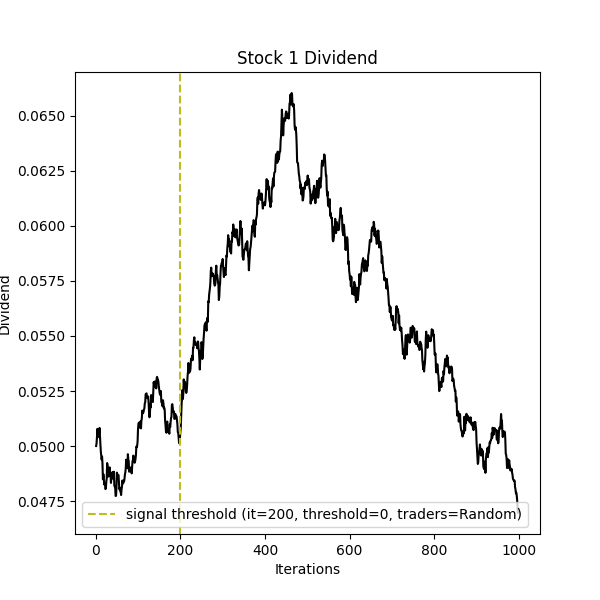 Stock 1 Dividend
Dividend
0.0650
0.0625
0.0600
0.0575
0.0550
0.0525
0.0500
0.0475
signal threshold (it=200, threshold=0, traders=Random)
0 200 400 600 800 1000
Iterations